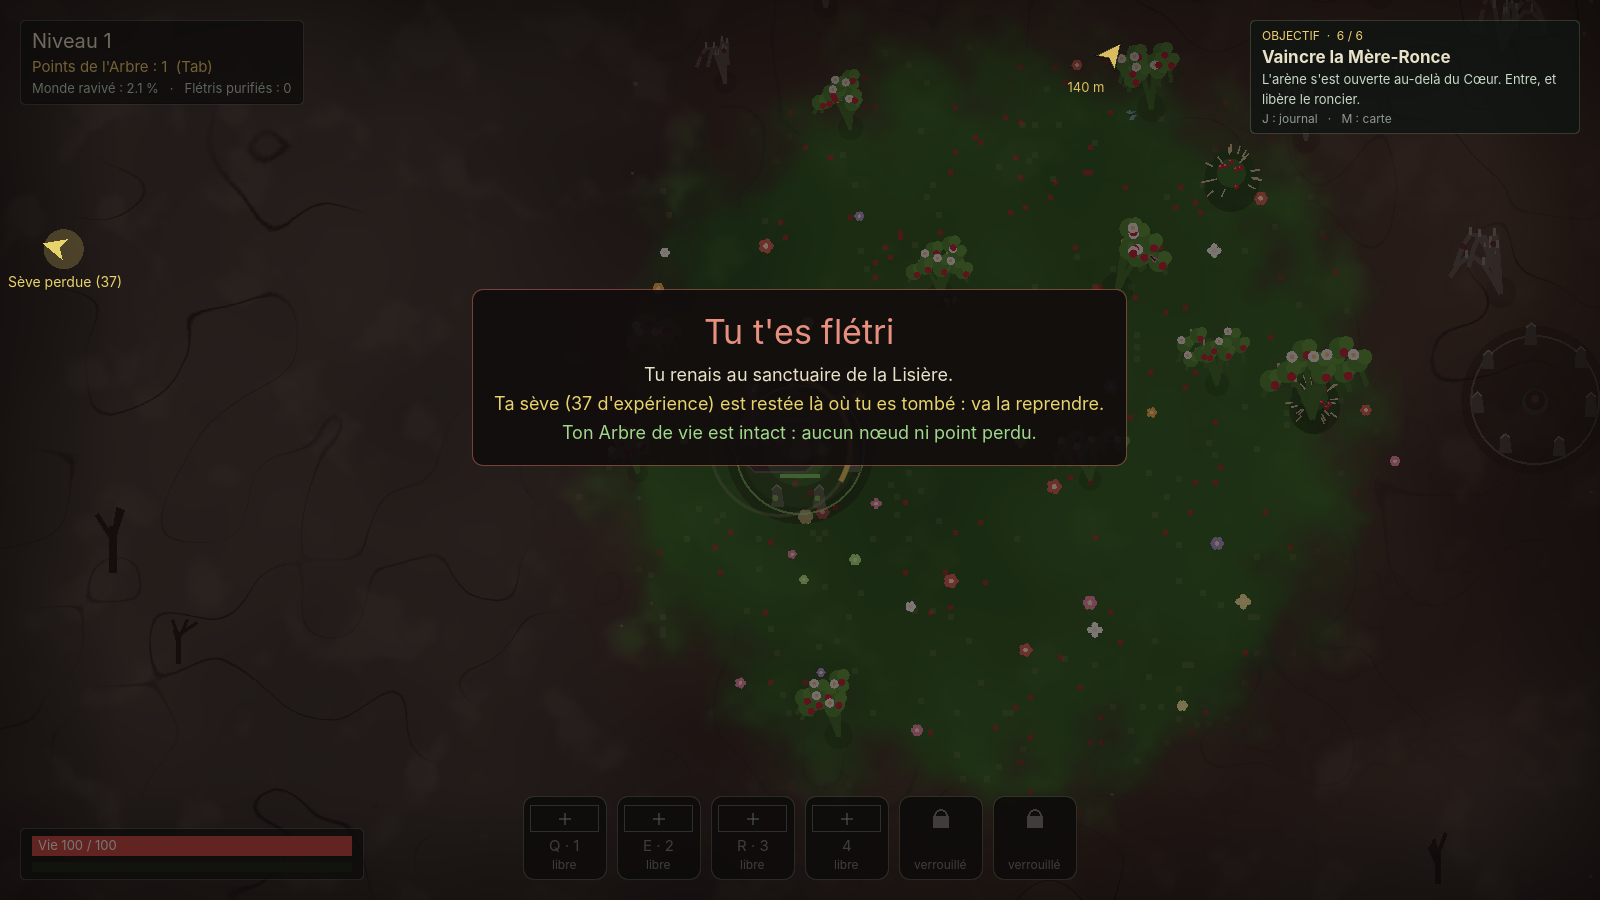 Niveau 1
Points de l'Arbre : 1 (Tab)
Monde ravivé : 2.1 % · Flétris purifiés : 0
140 m
OBJECTIF · 6 / 6
Vaincre la Mère-Ronce
L'arène s'est ouverte au-delà du Cœur. Entre, et
libère le roncier.
J : journal · M : carte
Sève perdue (37)
Tu t'es flétri
Tu renais au sanctuaire de la Lisière.
Ta sève (37 d'expérience) est restée là où tu es tombé : va la reprendre.
Ton Arbre de vie est intact : aucun nœud ni point perdu.
Vie 100 / 100
Q · 1
libre
E · 2
libre
R · 3
libre
4
libre
verrouillé
verrouillé